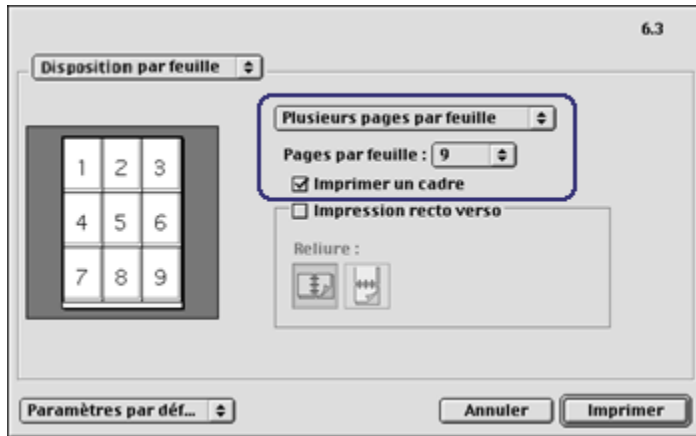 6.3
Disposition par feuille
Plusieurs pages par feuille
Pages par feuille : 9
Imprimer un cadre
Impression recto verso
Reliure :
1 2 3
4 5 6
7 8 9
Paramètres par déf...
Annuler
Imprimer